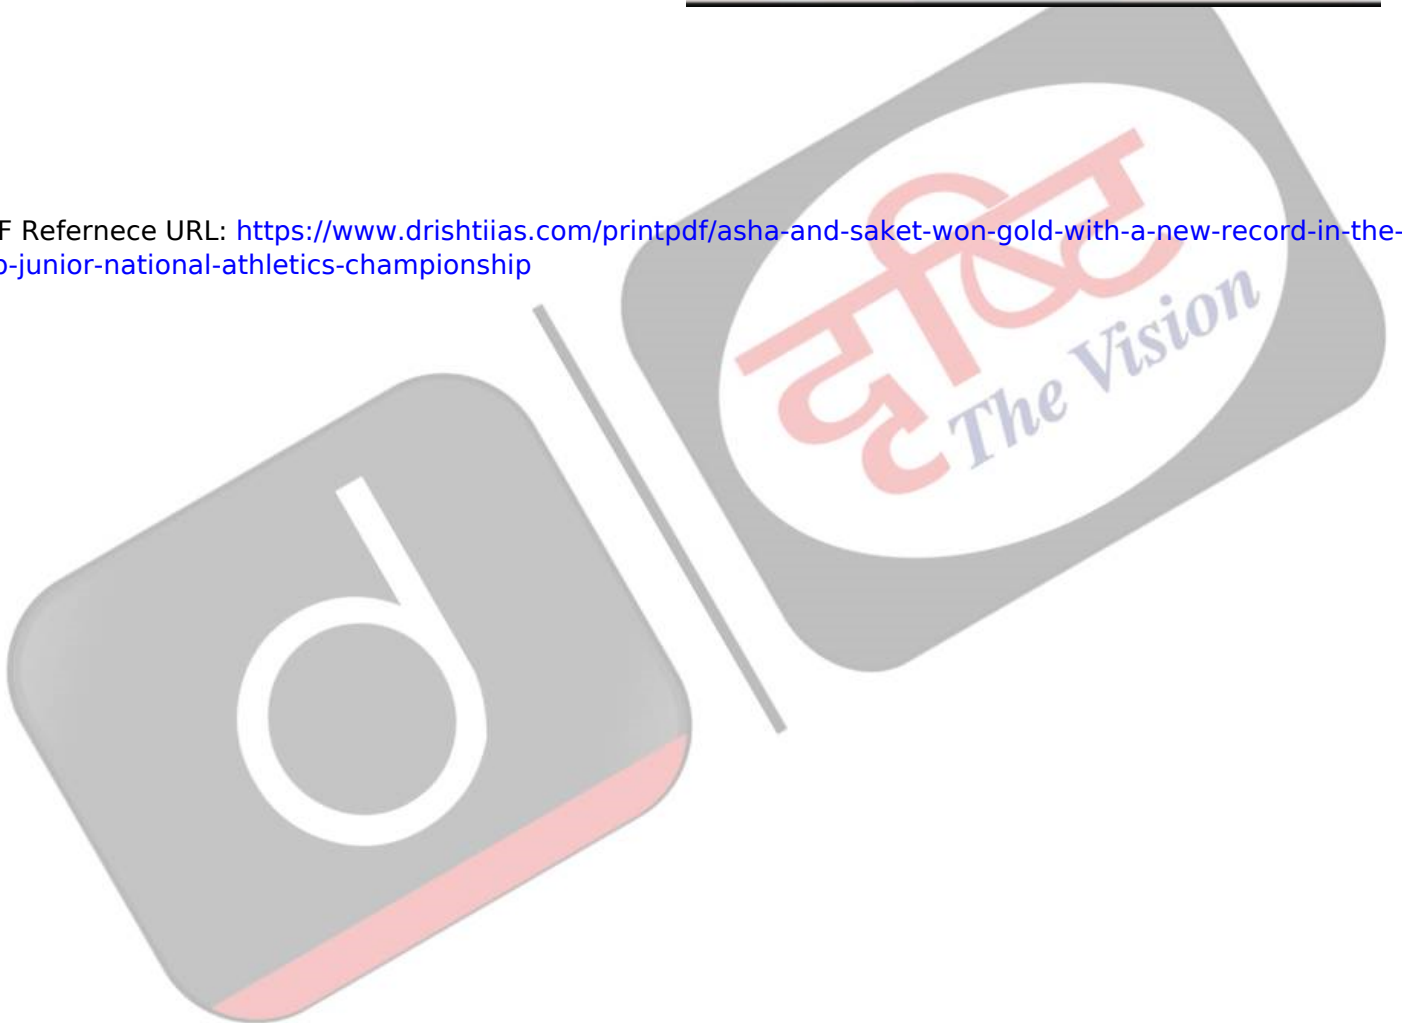 F Refernece URL: https://www.drishtiias.com/printpdf/asha-and-saket-won-gold-with-a-new-record-in-the-
-junior-national-athletics-championship
दृष्टि
The Vision